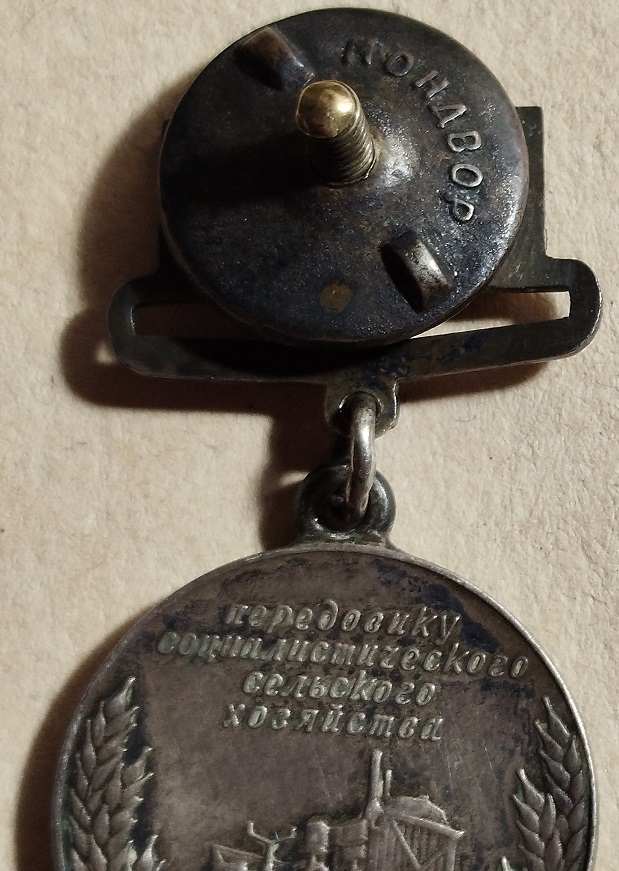 МОНДВОР
передовику
социалистического
сельского
хозяйства